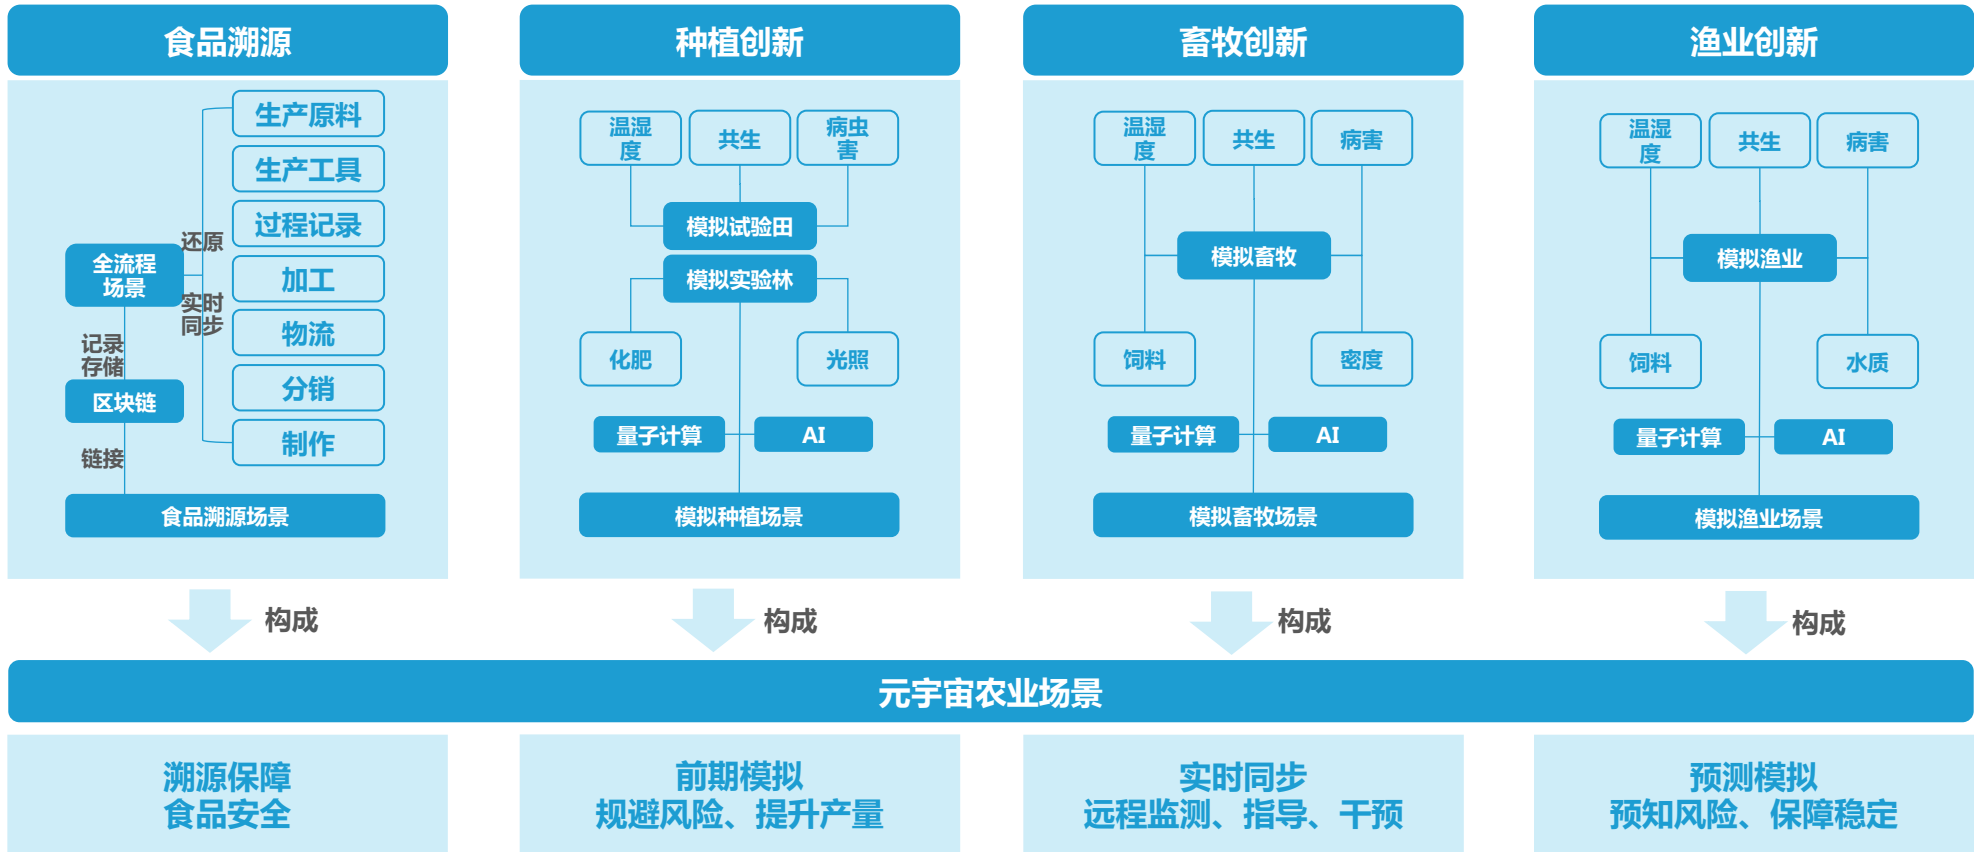 食品溯源
生产原料
生产工具
过程记录
还原
全流程
场景
加工
实时
同步
物流
记录
存储
分销
区块链
制作
链接
食品溯源场景
种植创新
温湿
度
共生
病虫
害
模拟试验田
模拟实验林
化肥
光照
量子计算
AI
模拟种植场景
畜牧创新
温湿
度
共生
病害
模拟畜牧
饲料
密度
量子计算
AI
模拟畜牧场景
渔业创新
温湿
度
共生
病害
模拟渔业
饲料
水质
量子计算
AI
模拟渔业场景
构成
构成
构成
构成
元宇宙农业场景
溯源保障
食品安全
前期模拟
规避风险、提升产量
实时同步
远程监测、指导、干预
预测模拟
预知风险、保障稳定